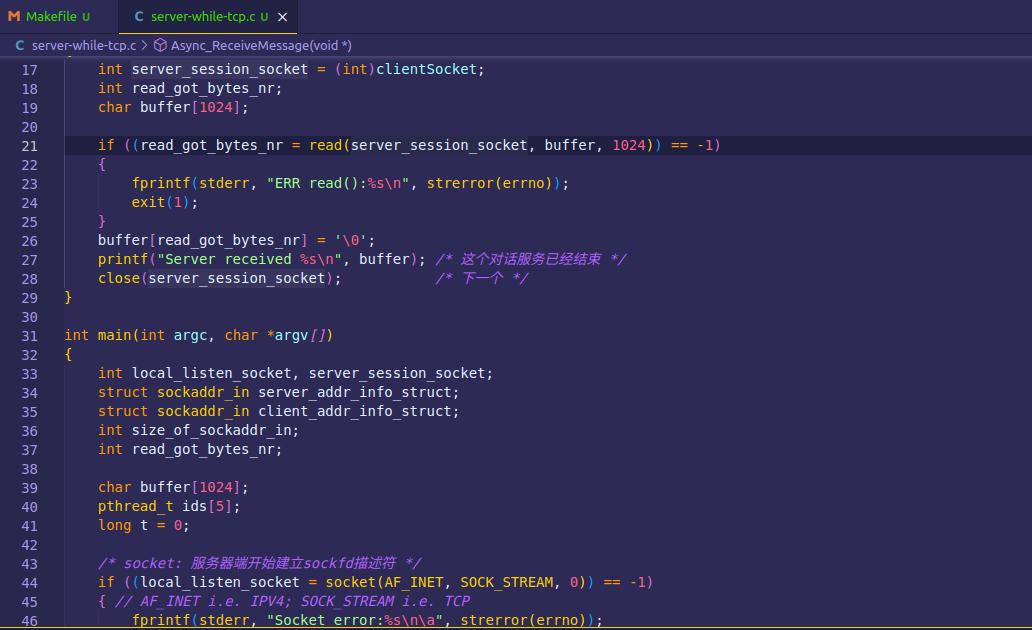 Makefile U
C server-while-tcp.c U ×
C server-while-tcp.c > Async_ReceiveMessage(void *)
17 int server_session_socket = (int)clientSocket;
18 int read_got_bytes_nr;
19 char buffer[1024];
20
21 if ((read_got_bytes_nr = read(server_session_socket, buffer, 1024)) == -1)
22 {
23 fprintf(stderr, "ERR read():%s\n", strerror(errno));
24 exit(1);
25 }
26 buffer[read_got_bytes_nr] = '\0';
27 printf("Server received %s\n", buffer); /* 这个对话服务已经结束 */
28 close(server_session_socket); /* 下一个 */
29 }
30
31 int main(int argc, char *argv[])
32 {
33 int local_listen_socket, server_session_socket;
34 struct sockaddr_in server_addr_info_struct;
35 struct sockaddr_in client_addr_info_struct;
36 int size_of_sockaddr_in;
37 int read_got_bytes_nr;
38
39 char buffer[1024];
40 pthread_t ids[5];
41 long t = 0;
42
43 /* socket: 服务器端开始建立sockfd描述符 */
44 if ((local_listen_socket = socket(AF_INET, SOCK_STREAM, 0)) == -1)
45 { // AF_INET i.e. IPV4; SOCK_STREAM i.e. TCP
46 fprintf(stderr, "Socket error:%s\n\a", strerror(errno));